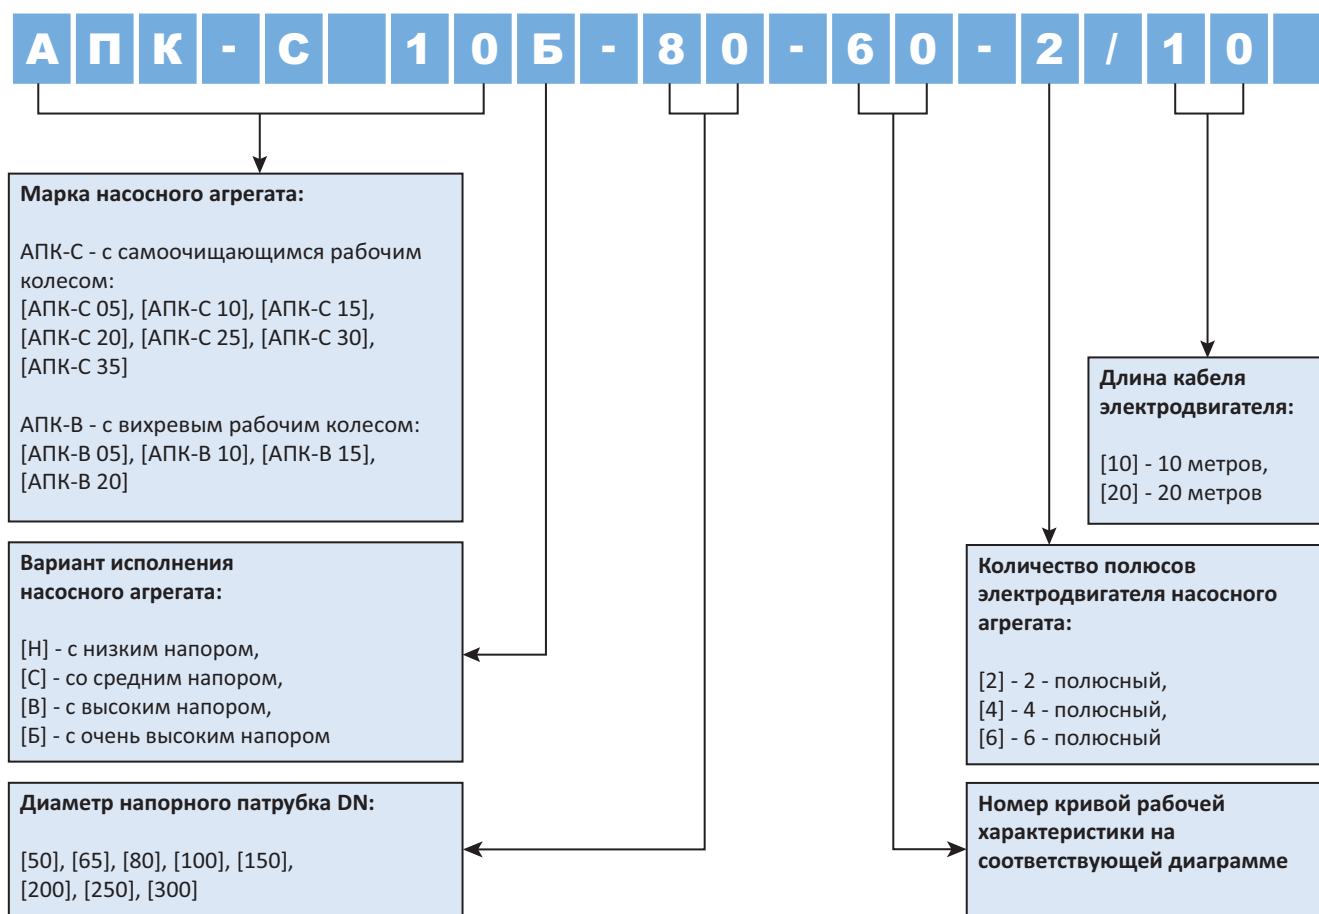 АПК-С 10Б-80-60-2/10
Марка насосного агрегата:
АПК-С - с самоочищающимся рабочим
колесом:
[АПК-С 05], [АПК-С 10], [АПК-С 15],
[АПК-С 20], [АПК-С 25], [АПК-С 30],
[АПК-С 35]
АПК-В - с вихревым рабочим колесом:
[АПК-В 05], [АПК-В 10], [АПК-В 15],
[АПК-В 20]
Вариант исполнения
насосного агрегата:
[Н] - с низким напором,
[С] - со средним напором,
[В] - с высоким напором,
[Б] - с очень высоким напором
Диаметр напорного патрубка DN:
[50], [65], [80], [100], [150],
[200], [250], [300]
Длина кабеля
электродвигателя:
[10] - 10 метров,
[20] - 20 метров
Количество полюсов
электродвигателя насосного
агрегата:
[2] - 2 - полюсный,
[4] - 4 - полюсный,
[6] - 6 - полюсный
Номер кривой рабочей
характеристики на
соответствующей диаграмме